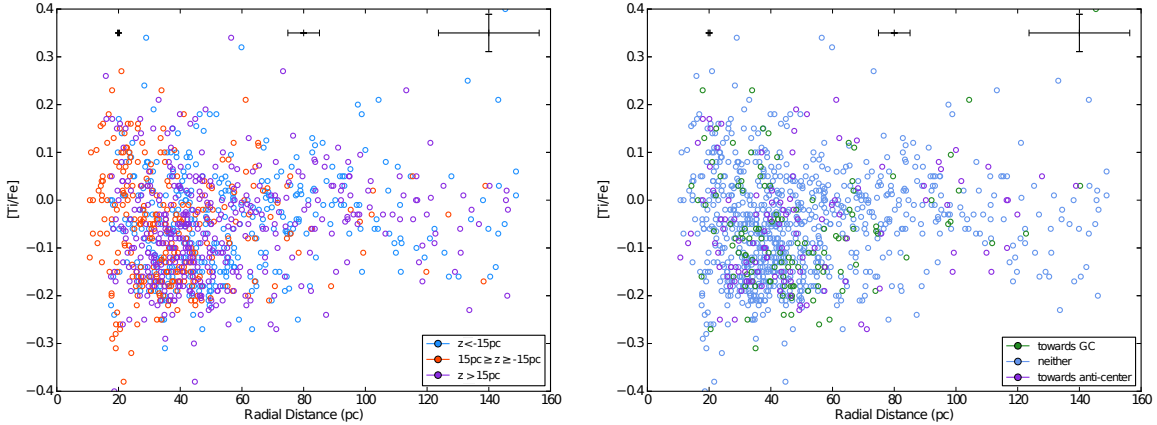 0.4
0.3
0.2
0.1
0.0
−0.1
−0.2
−0.3
−0.4
[Ti/Fe]
0 20 40 60 80 100 120 140 160
Radial Distance (pc)
z<-15pc
15pc ≥ z ≥ -15pc
z > 15pc
0.4
0.3
0.2
0.1
0.0
−0.1
−0.2
−0.3
−0.4
[Ti/Fe]
0 20 40 60 80 100 120 140 160
Radial Distance (pc)
towards GC
neither
towards anti-center